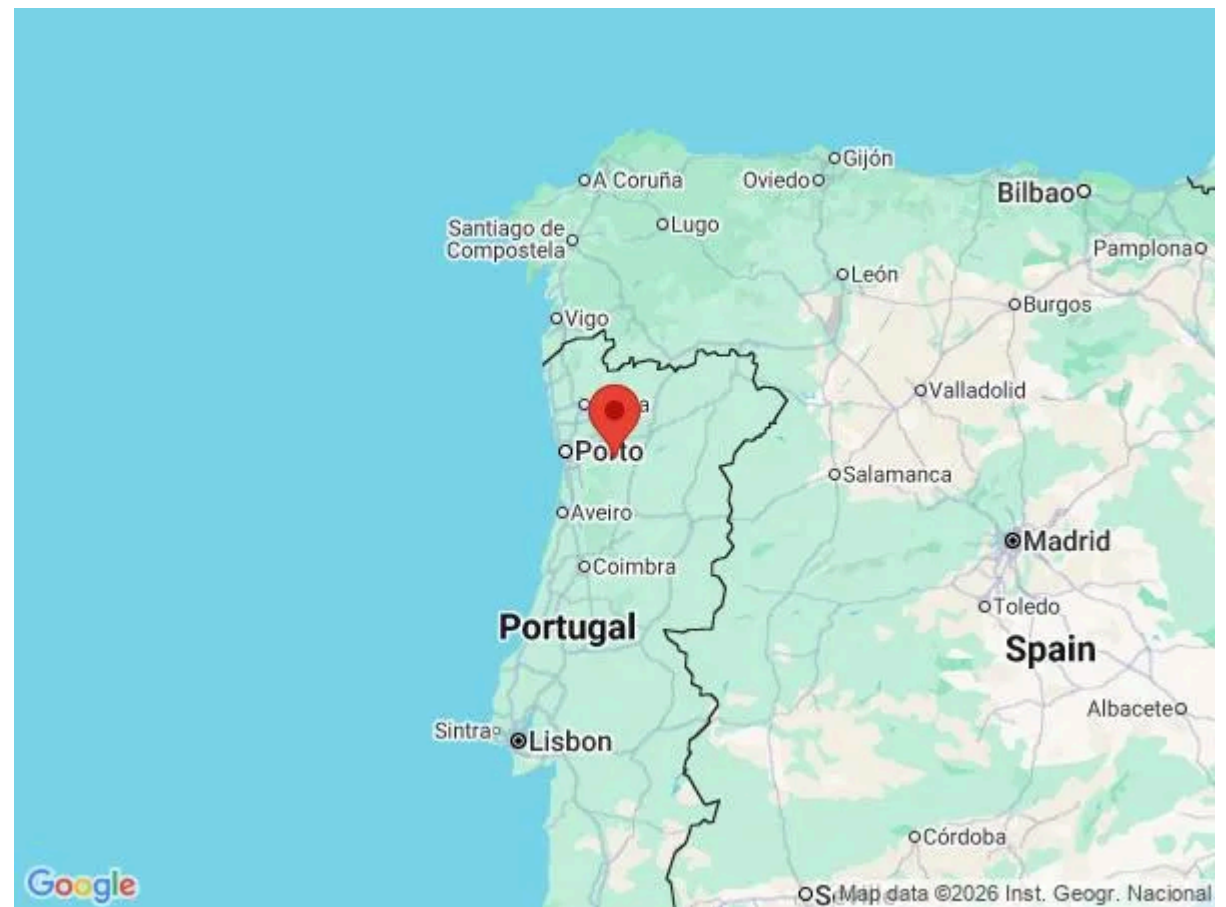 Gijón
A Coruña
Oviedo
Bilbao
Lugo
Santiago de
Compostela
Pamplona
León
Burgos
Vigo
Valladolid
Porto
Salamanca
Aveiro
Madrid
Coimbra
Toledo
Portugal
Spain
Albacete
Sintra
Lisbon
Córdoba
Google
Map data ©2026 Inst. Geogr. Nacional